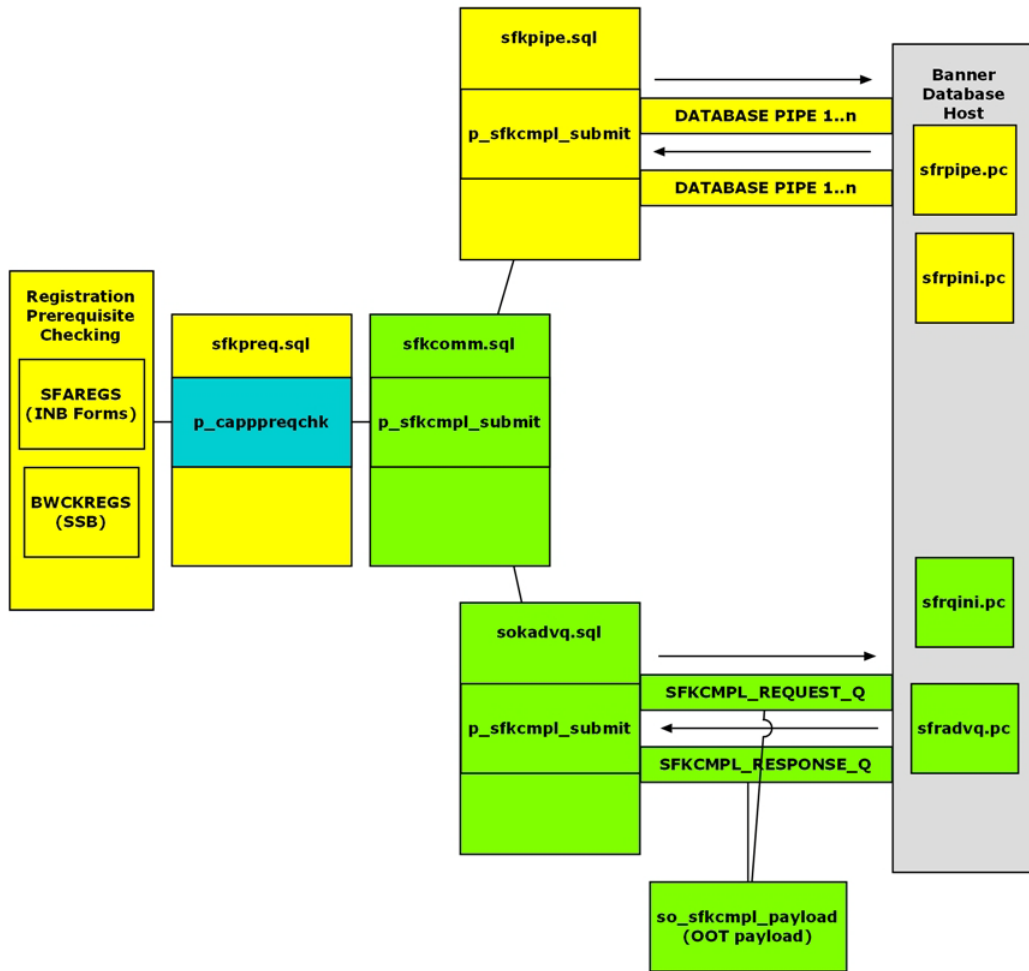 sfkpipe.sql
p_sfkcmpl_submit
DATABASE PIPE 1..n
DATABASE PIPE 1..n
Banner
Database
Host
sfrpipe.pc
sfrpini.pc
Registration
Prerequisite
Checking
SFAREGS
(INB Forms)
BWCKREGS
(SSB)
sfkpreq.sql
p_capppreqchk
sfkcomm.sql
p_sfkcmpl_submit
sokadvq.sql
p_sfkcmpl_submit
SFKCMPL_REQUEST_Q
SFKCMPL_RESPONSE_Q
sfrqini.pc
sfradvq.pc
so_sfkcmpl_payload
(OOT payload)